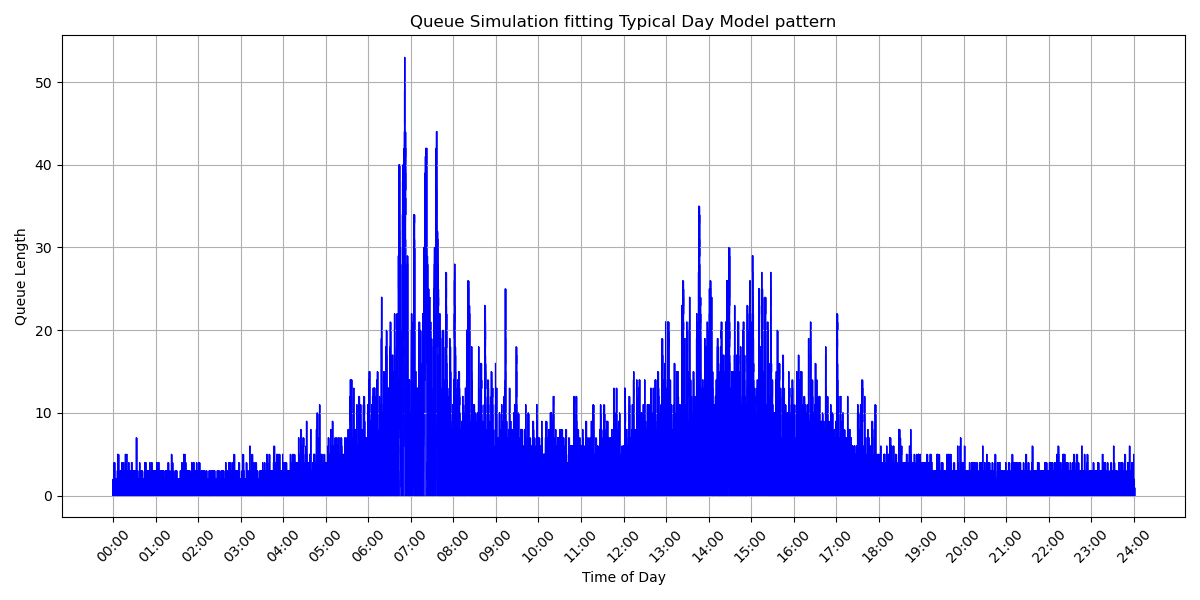 Queue Simulation fitting Typical Day Model pattern
Queue Length
50
40
30
20
10
0
00:00 01:00 02:00 03:00 04:00 05:00 06:00 07:00 08:00 09:00 10:00 11:00 12:00 13:00 14:00 15:00 16:00 17:00 18:00 19:00 20:00 21:00 22:00 23:00 24:00
Time of Day